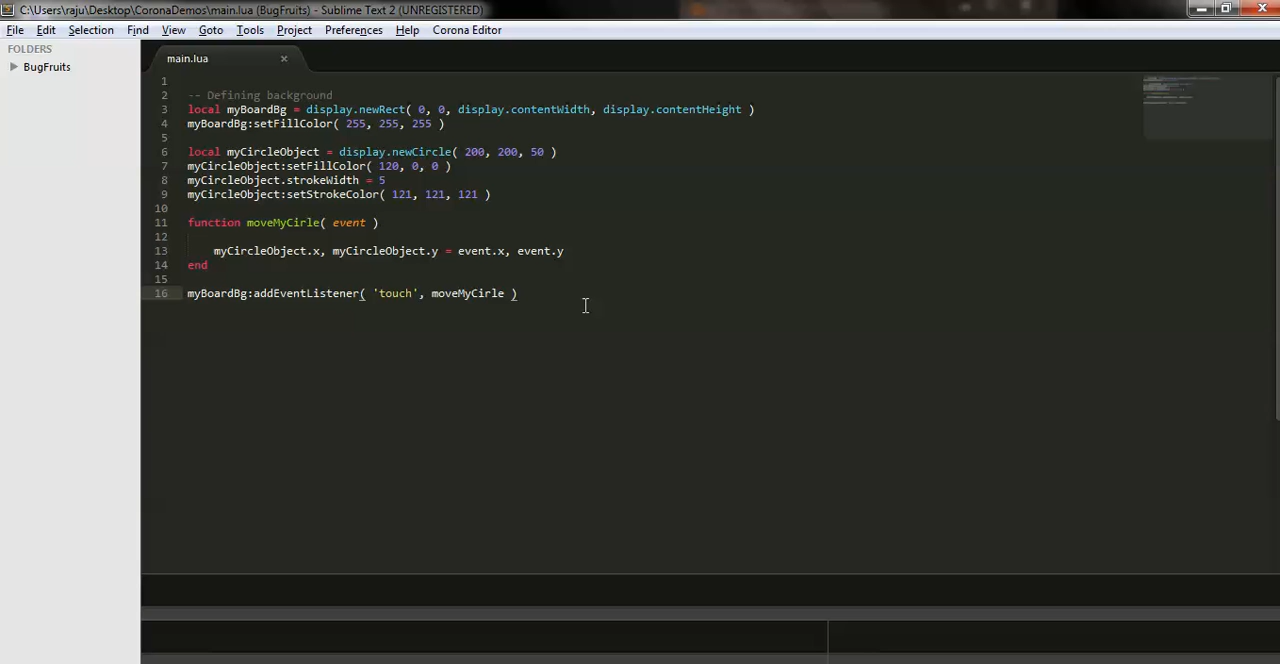 C:\Users\raju\Desktop\CoronaDemos\main.lua (BugFruits) - Sublime Text 2 (UNREGISTERED)
File Edit Selection Find View Goto Tools Project Preferences Help Corona Editor
FOLDERS
BugFruits
main.lua ×
1
2 -- Defining background
3 local myBoardBg = display.newRect( 0, 0, display.contentWidth, display.contentHeight )
4 myBoardBg:setFillColor( 255, 255, 255 )
5
6 local myCircleObject = display.newCircle( 200, 200, 50 )
7 myCircleObject:setFillColor( 120, 0, 0 )
8 myCircleObject.strokeWidth = 5
9 myCircleObject:setStrokeColor( 121, 121, 121 )
10
11 function moveMyCirle( event )
12
13 myCircleObject.x, myCircleObject.y = event.x, event.y
14 end
15
16 myBoardBg:addEventListener( 'touch', moveMyCirle )